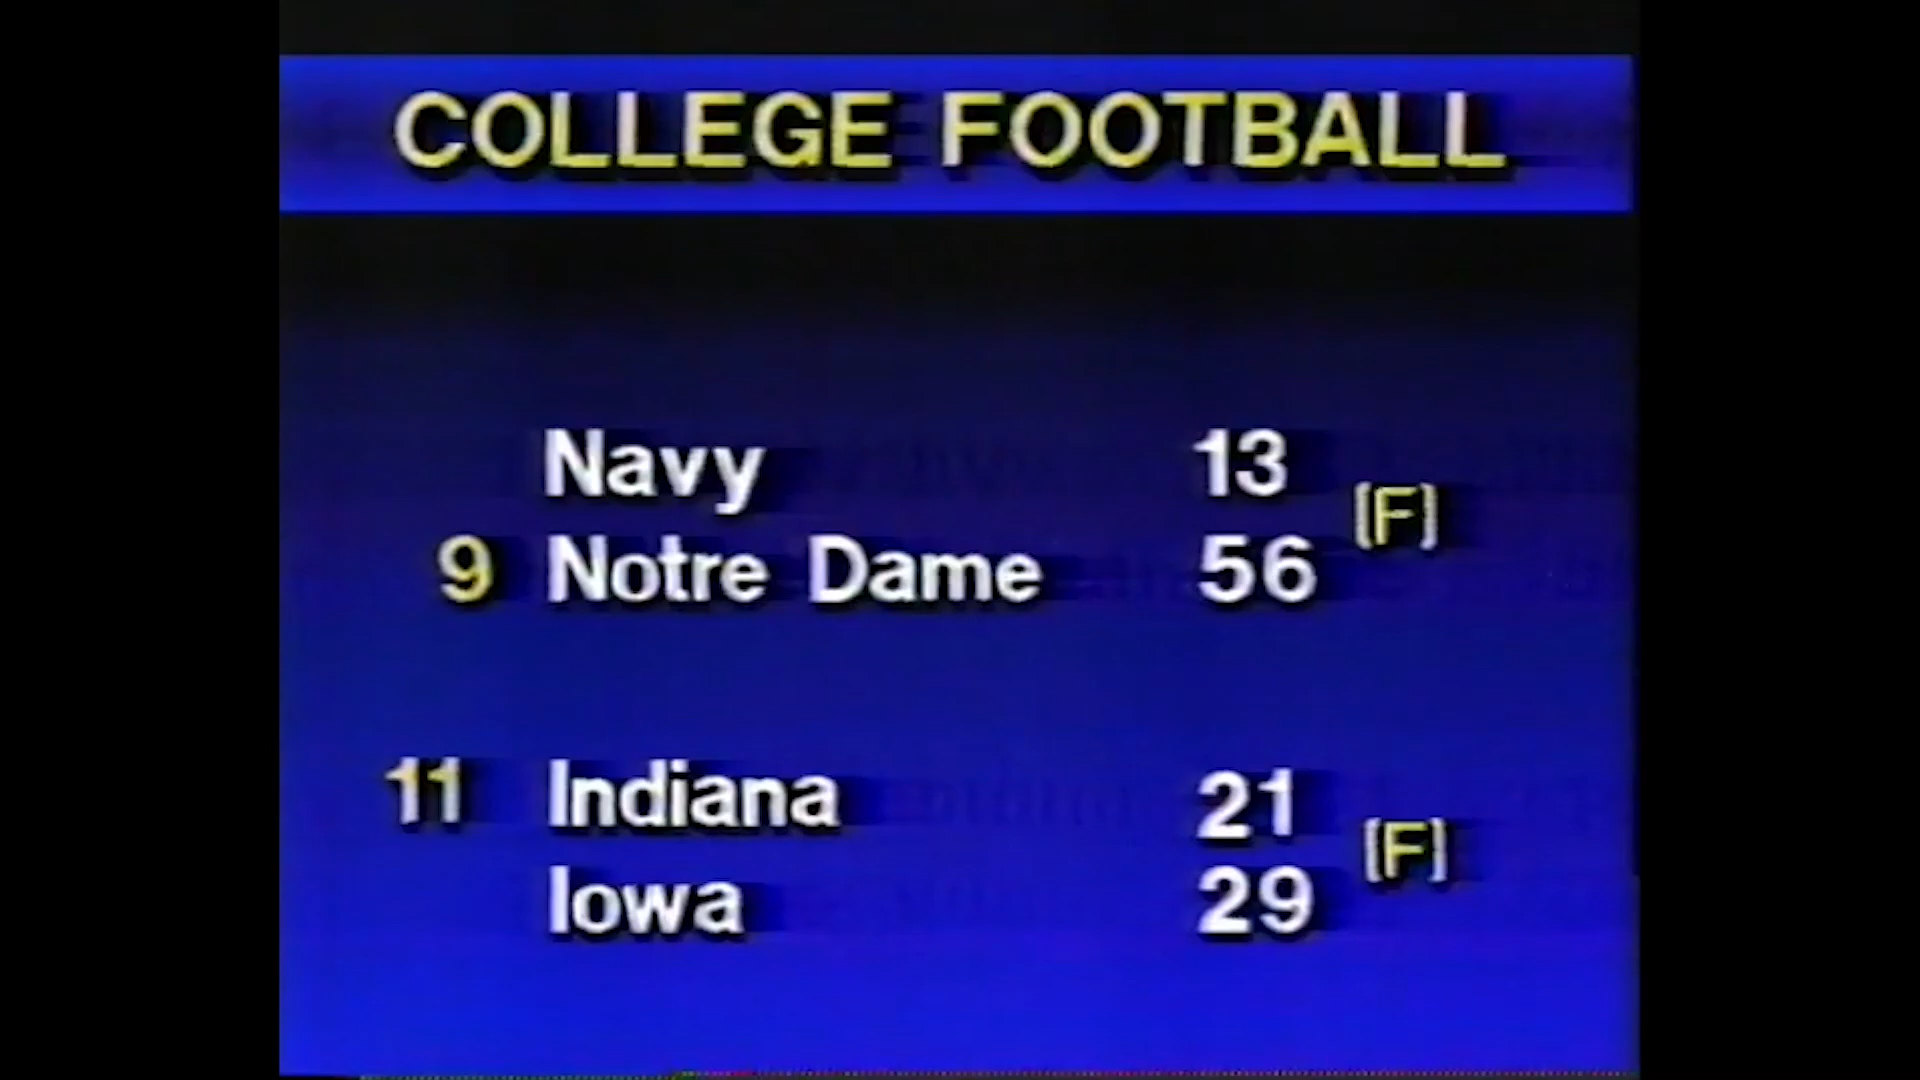 COLLEGE FOOTBALL
Navy 13
[F]
9 Notre Dame 56
11 Indiana 21
[F]
Iowa 29